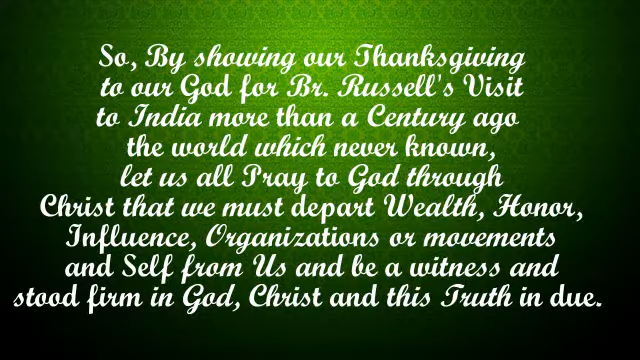 So, By showing our Thanksgiving
to our God for Br. Russell's Visit
to India more than a Century ago
the world which never known,
let us all Pray to God through
Christ that we must depart Wealth, Honor,
Influence, Organizations or movements
and Self from Us and be a witness and
stood firm in God, Christ and this Truth in due.